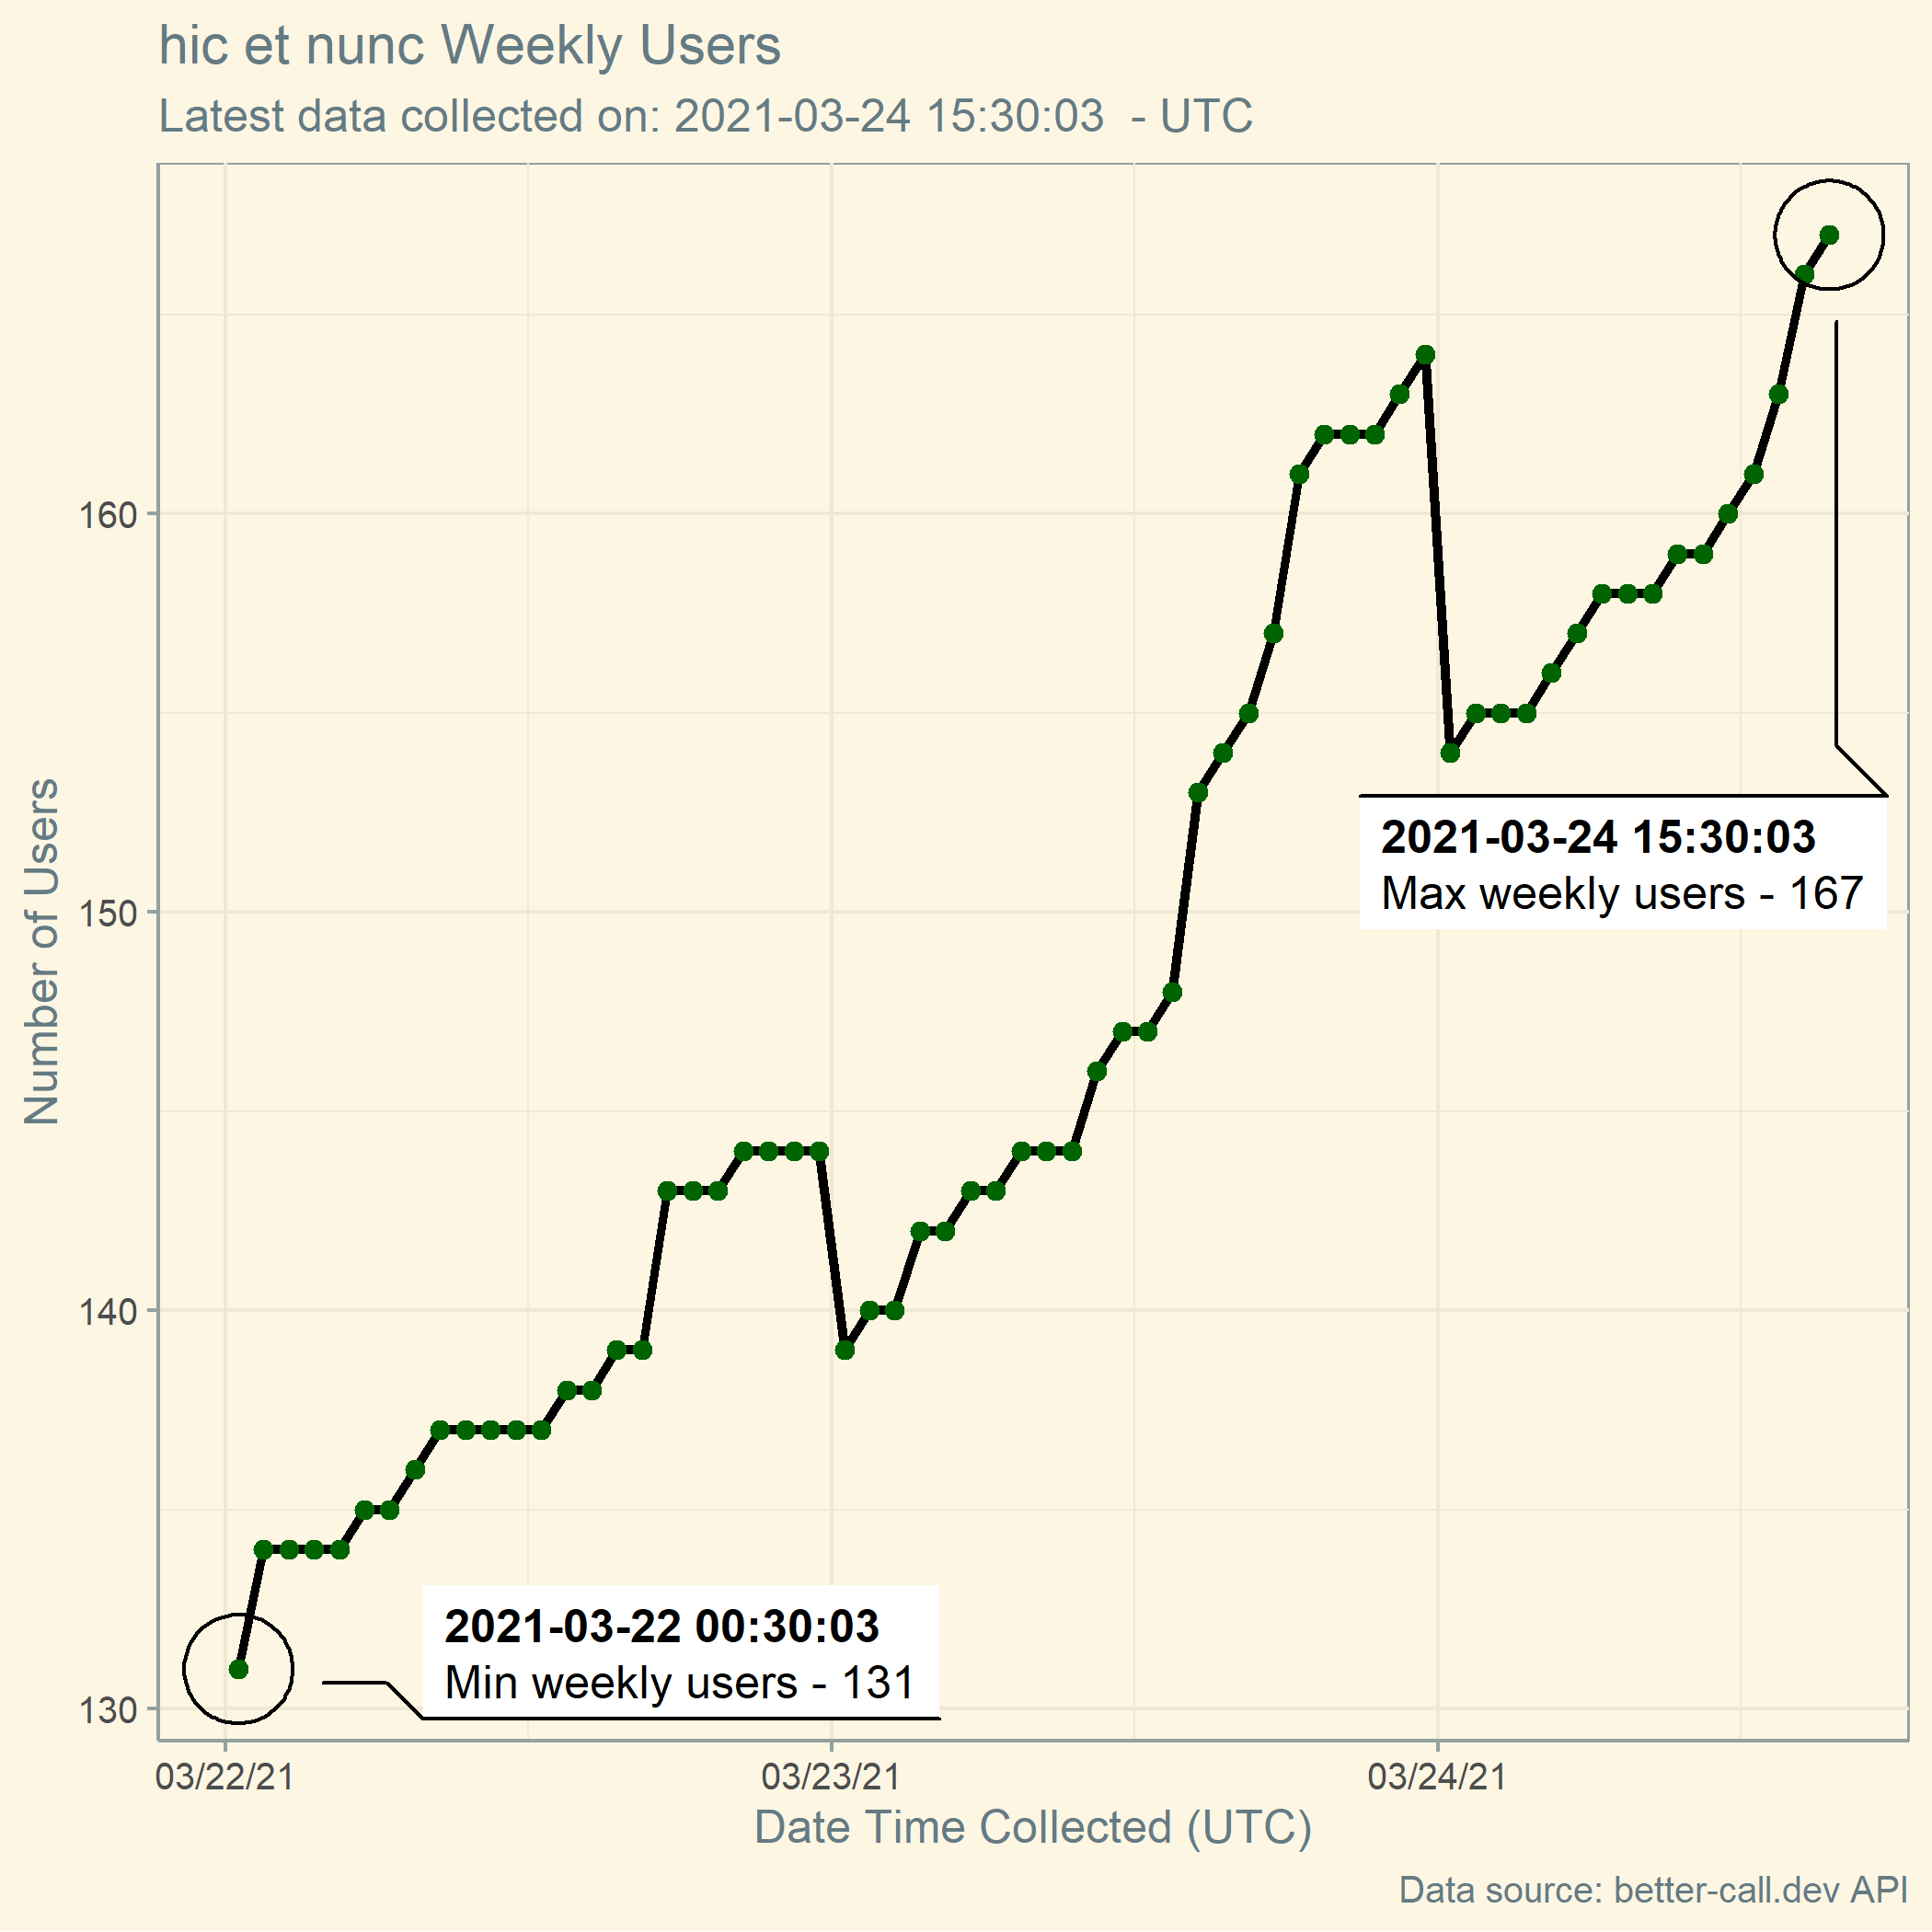 hic et nunc Weekly Users
Latest data collected on: 2021-03-24 15:30:03  - UTC
Number of Users
160
150
140
130
2021-03-24 15:30:03
Max weekly users - 167
2021-03-22 00:30:03
Min weekly users - 131
03/22/21
03/23/21
03/24/21
Date Time Collected (UTC)
Data source: better-call.dev API